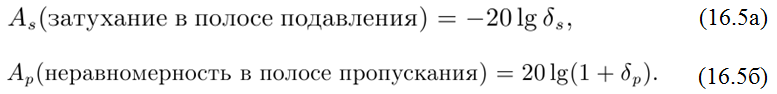 A_s(затухание в полосе подавления) = −20 lg δ_s, (16.5а)
A_p(неравномерность в полосе пропускания) = 20 lg(1 + δ_p). (16.5б)